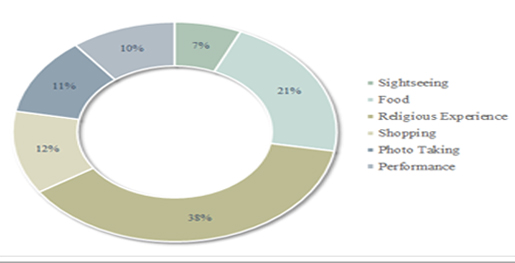 7%
21%
38%
12%
11%
10%
Sightseeing
Food
Religious Experience
Shopping
Photo Taking
Performance